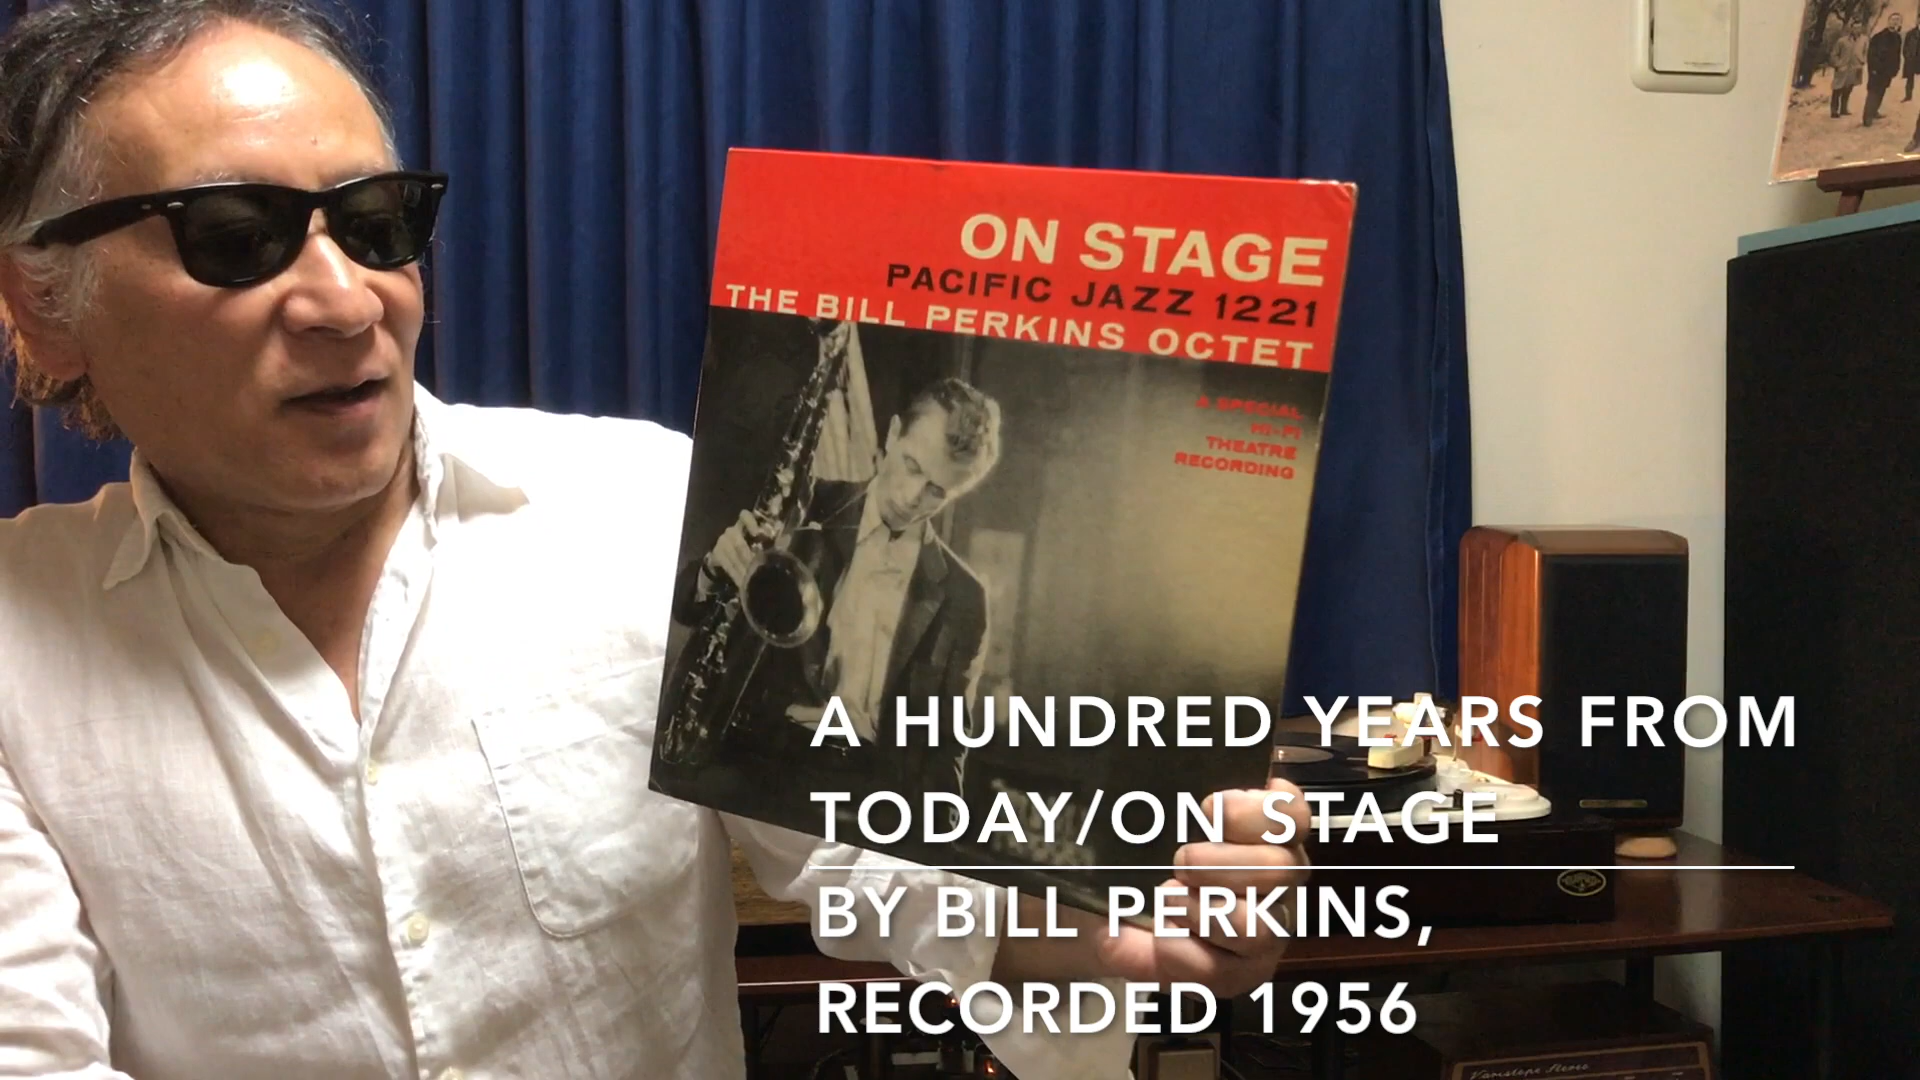 ON STAGE
PACIFIC JAZZ 1221
THE BILL PERKINS OCTET
A SPECIAL
HI-FI
THEATRE
RECORDING
A HUNDRED YEARS FROM
TODAY/ON STAGE
BY BILL PERKINS,
RECORDED 1956
Stereo